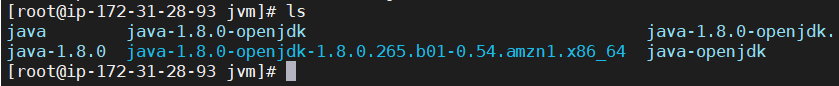 [root@ip-172-31-28-93 jvm]# ls
java java-1.8.0-openjdk java-1.8.0-openjdk.
java-1.8.0 java-1.8.0-openjdk-1.8.0.265.b01-0.54.amzn1.x86_64 java-openjdk
[root@ip-172-31-28-93 jvm]#